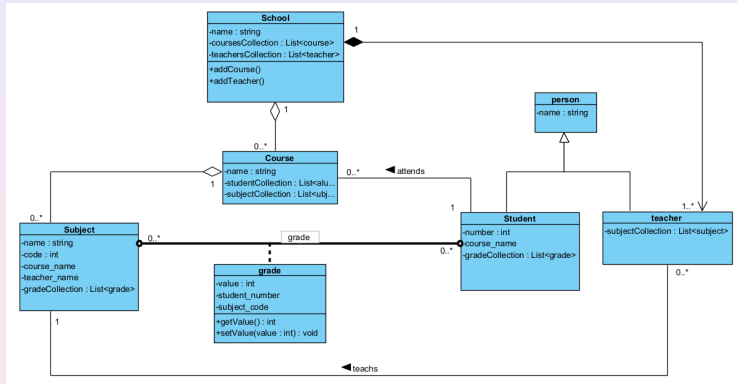 School
-name : string
-coursesCollection : List<course>
-teachersCollection : List<teacher>
+addCourse()
+addTeacher()
1
1
person
-name : string
0..*
Course
-name : string
-studentCollection : List<alu...
-subjectCollection : List<ubj...
1
0..*
attends
0..*
1
1..*
Subject
-name : string
-code : int
-course_name
-teacher_name
-gradeCollection : List<grade>
0..*
grade
0..*
Student
-number : int
-course_name
-gradeCollection : List<grade>
teacher
-subjectCollection : List<subject>
0..*
grade
-value : int
-student_number
-subject_code
+getValue() : int
+setValue(value : int) : void
1
teachs